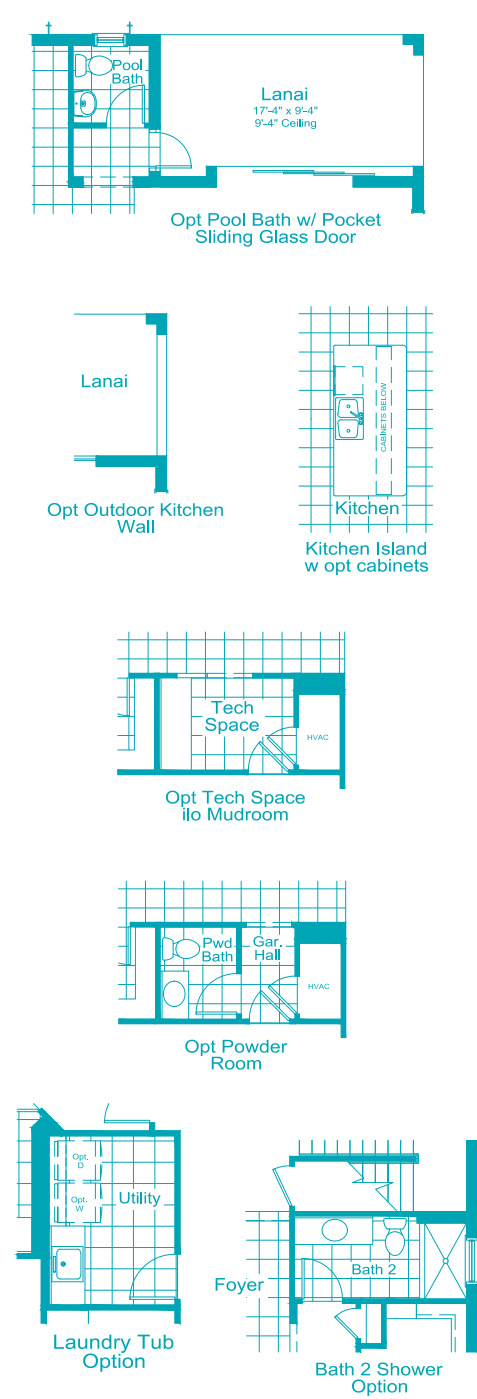 Pool
Bath
Lanai
17'-4" x 9'-4"
9'-4" Ceiling
Opt Pool Bath w/ Pocket
Sliding Glass Door
Lanai
Opt Outdoor Kitchen
Wall
CABINETS BELOW
Kitchen
Kitchen Island
w opt cabinets
Tech
Space
HVAC
Opt Tech Space
ilo Mudroom
Pwd.
Bath
Gar.
Hall
HVAC
Opt Powder
Room
Opt.
D
Opt.
W
Utility
Laundry Tub
Option
Foyer
Bath 2
Bath 2 Shower
Option